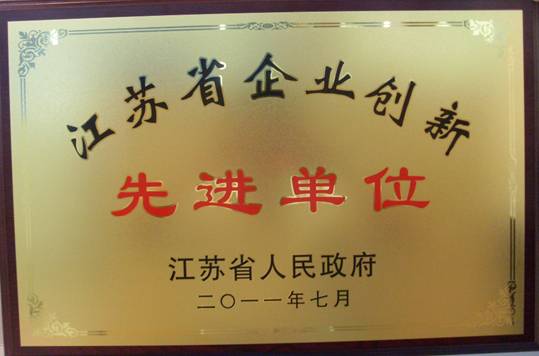 江苏省企业创新
先进单位
江苏省人民政府
二〇一一年七月